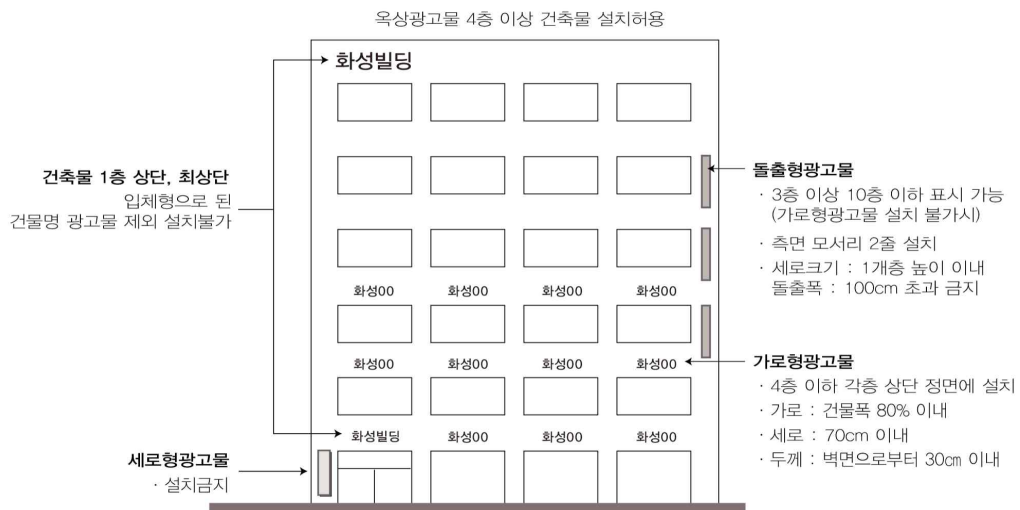 옥상광고물 4층 이상 건축물 설치허용
화성빌딩
건축물 1층 상단, 최상단
입체형으로 된
건물명 광고물 제외 설치불가
돌출형광고물
· 3층 이상 10층 이하 표시 가능
(가로형광고물 설치 불가시)
· 측면 모서리 2줄 설치
· 세로크기 : 1개층 높이 이내
돌출폭 : 100cm 초과 금지
화성00 화성00 화성00 화성00
화성00 화성00 화성00 화성00
가로형광고물
· 4층 이하 각층 상단 정면에 설치
· 가로 : 건물폭 80% 이내
· 세로 : 70cm 이내
· 두께 : 벽면으로부터 30㎝ 이내
화성빌딩 화성00 화성00 화성00
세로형광고물
· 설치금지